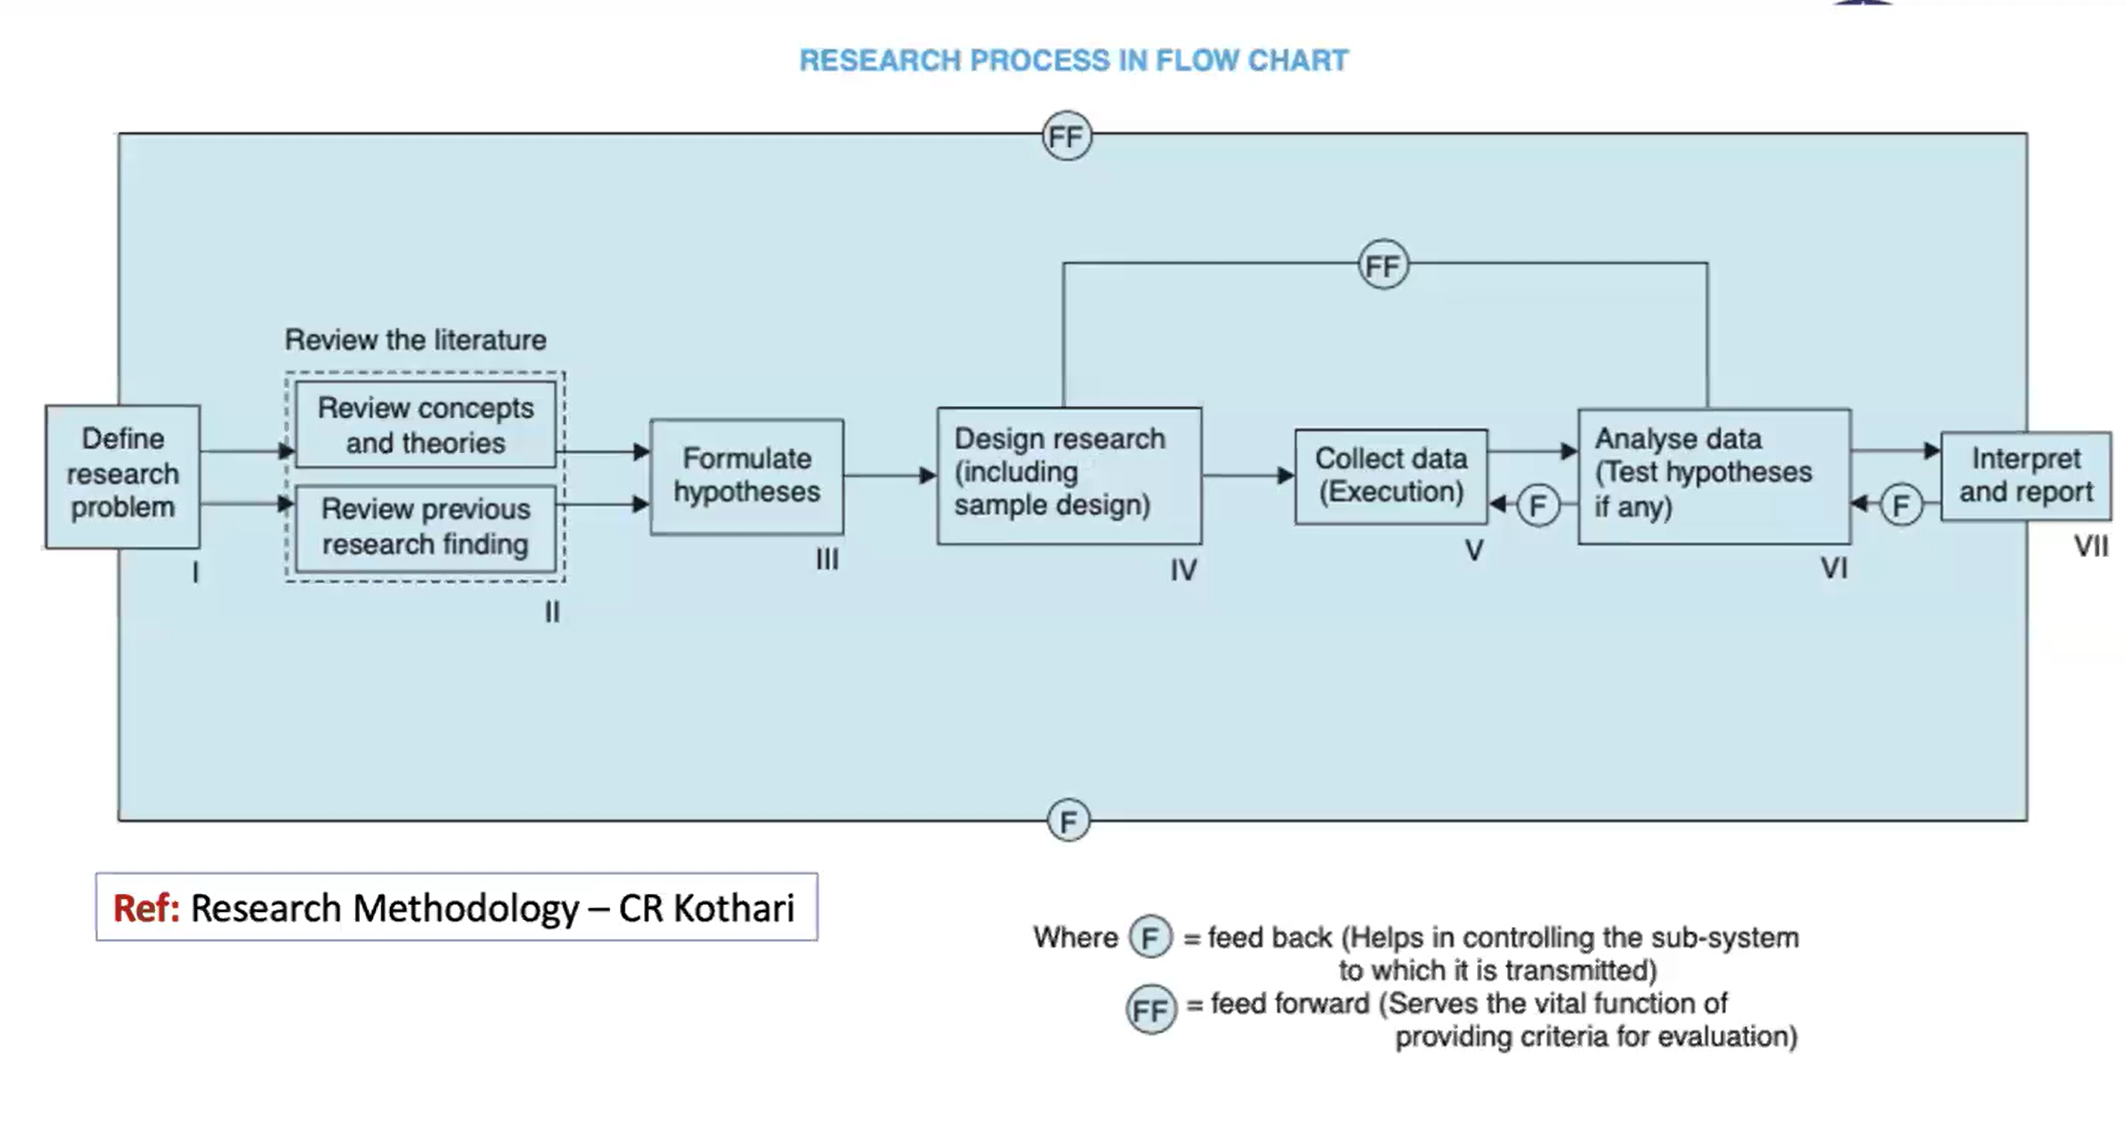 RESEARCH PROCESS IN FLOW CHART
FF
FF
Review the literature
Define
research
problem
I
Review concepts
and theories
Review previous
research finding
II
Formulate
hypotheses
III
Design research
(including
sample design)
IV
Collect data
(Execution)
V
F
Analyse data
(Test hypotheses
if any)
VI
F
Interpret
and report
VII
F
Ref: Research Methodology – CR Kothari
Where F = feed back (Helps in controlling the sub-system
to which it is transmitted)
FF = feed forward (Serves the vital function of
providing criteria for evaluation)